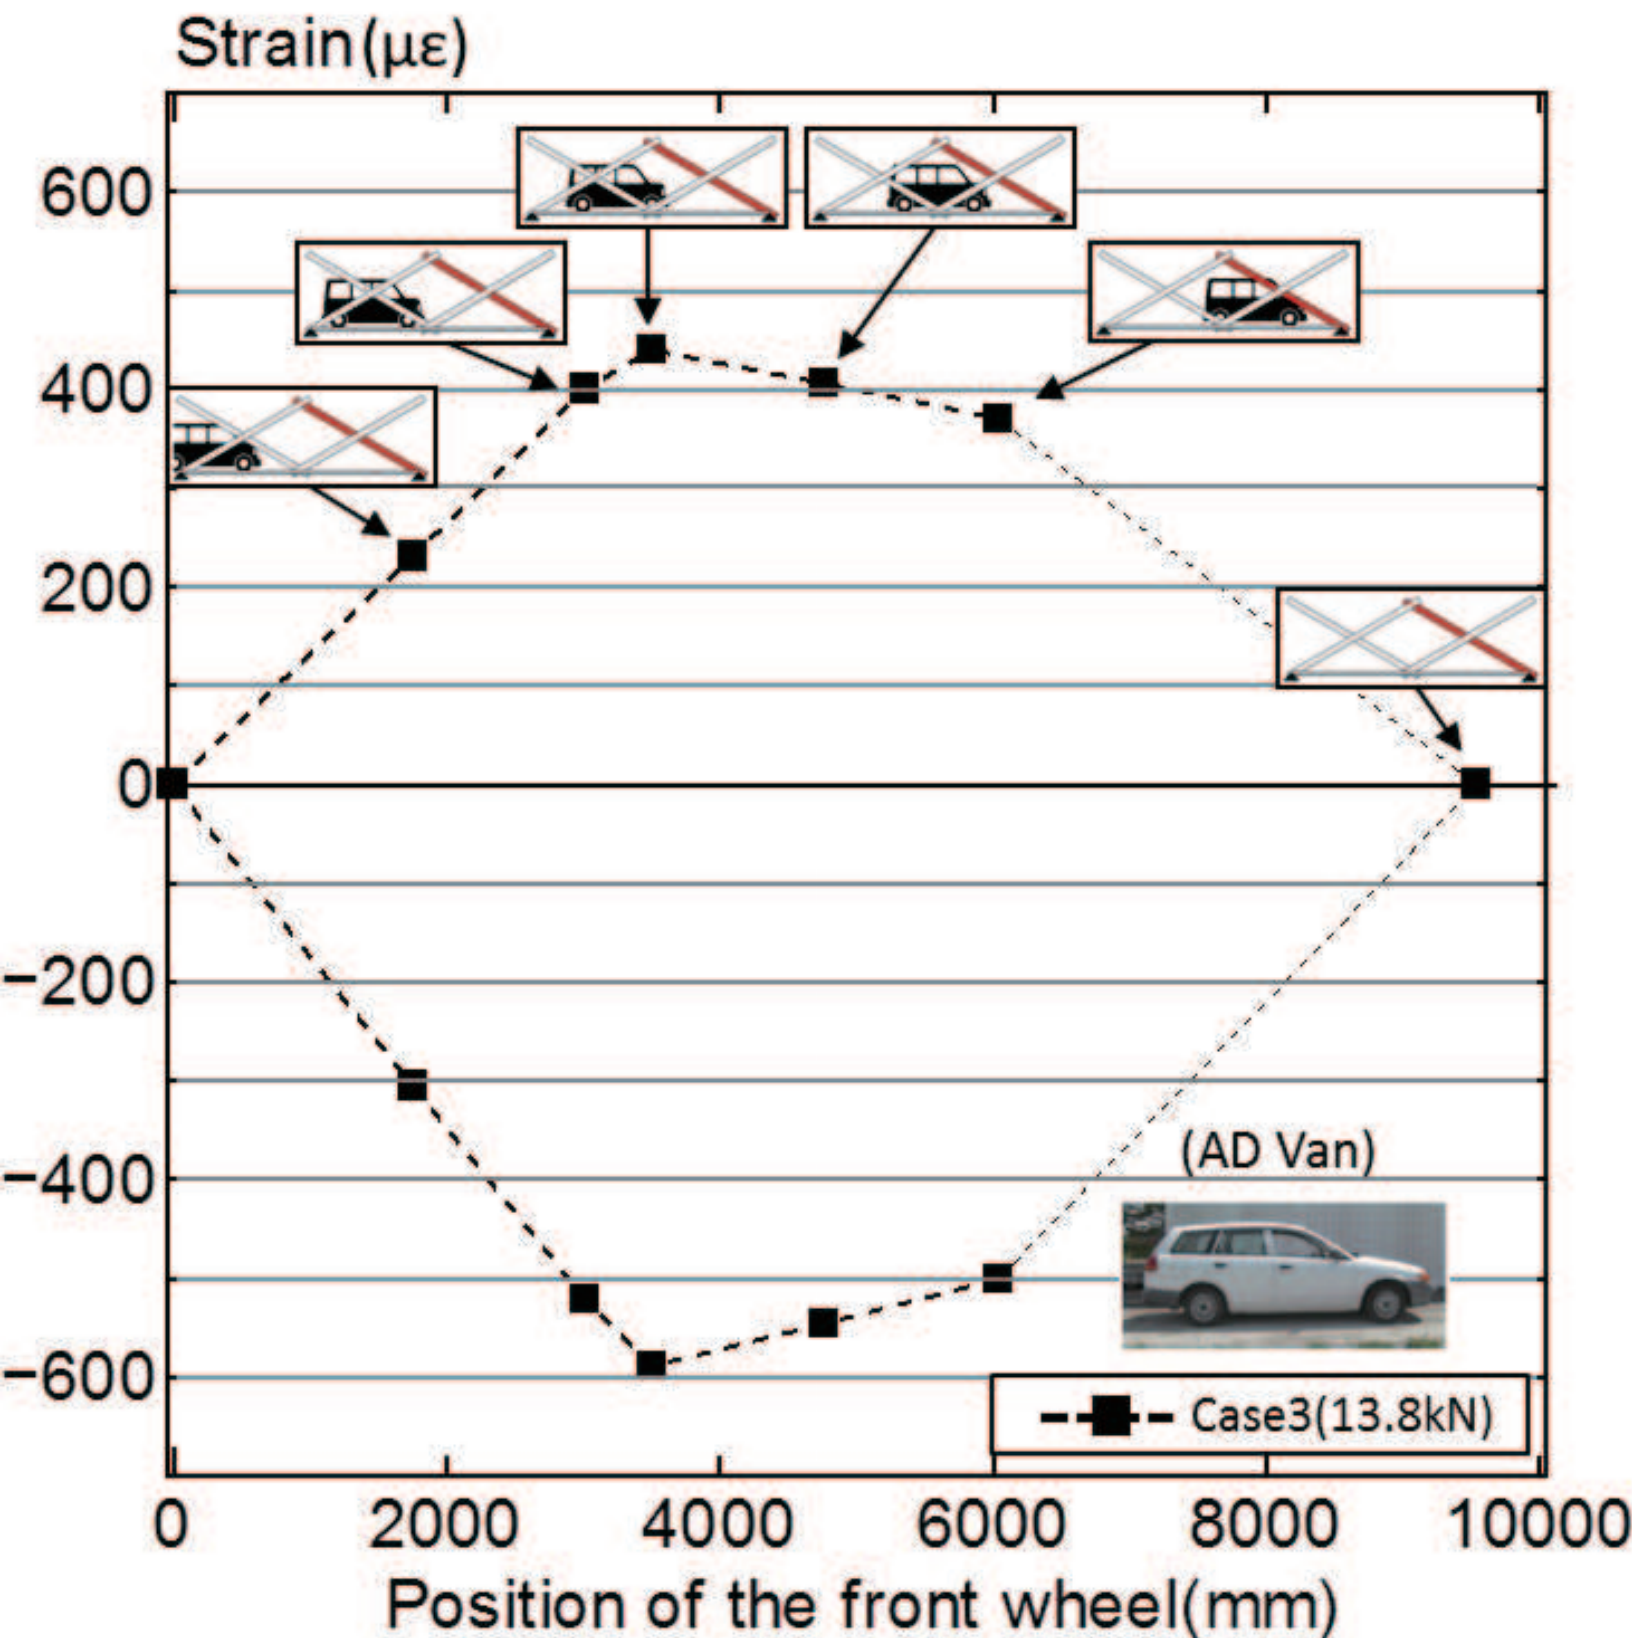 Strain(με)
600
400
200
0
−200
−400
−600
(AD Van)
Case3(13.8kN)
0 2000 4000 6000 8000 10000
Position of the front wheel(mm)